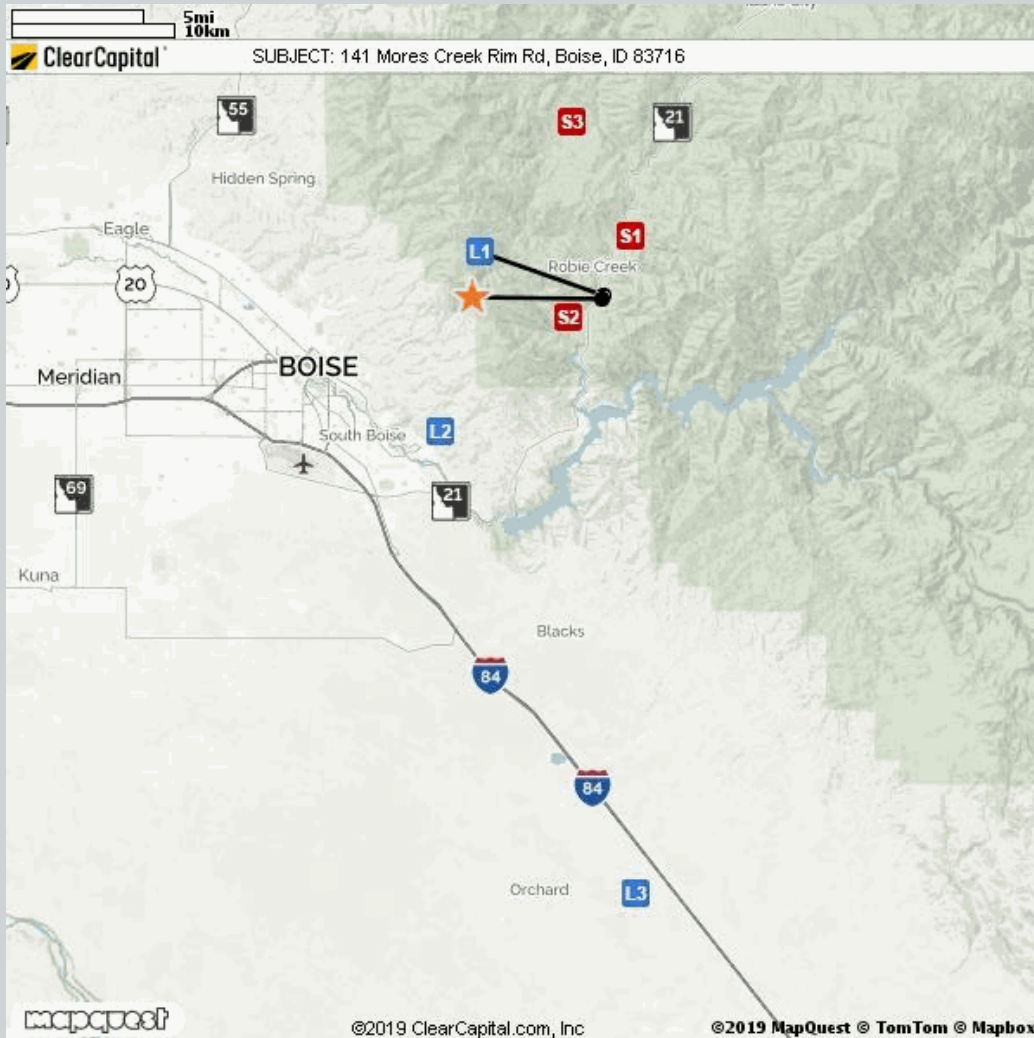 5mi
10km
ClearCapital
SUBJECT: 141 Mores Creek Rim Rd, Boise, ID 83716
55
S3
21
Hidden Spring
Eagle
S1
L1
Robie Creek
20
S2
BOISE
Meridian
South Boise
L2
69
21
Kuna
Blacks
84
84
Orchard
L3
mapquest
©2019 ClearCapital.com, Inc
©2019 MapQuest © TomTom © Mapbox